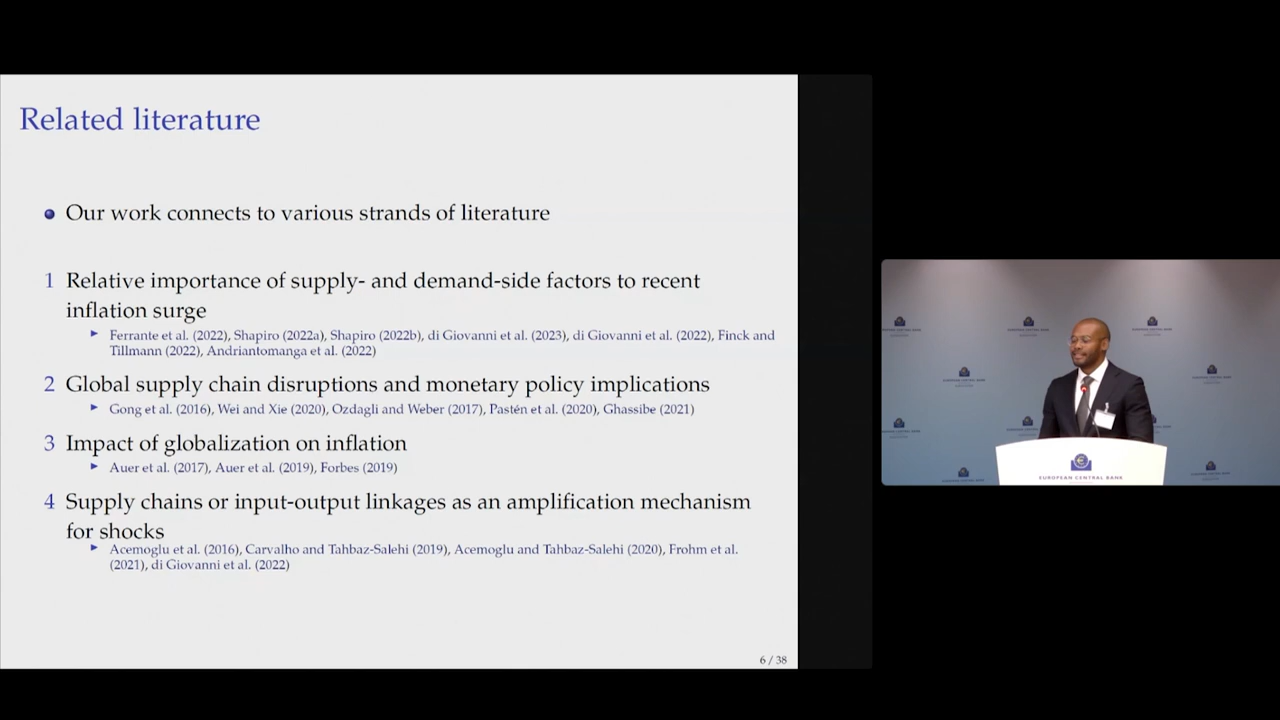 Related literature
Our work connects to various strands of literature
1 Relative importance of supply- and demand-side factors to recent
inflation surge
Ferrante et al. (2022), Shapiro (2022a), Shapiro (2022b), di Giovanni et al. (2023), di Giovanni et al. (2022), Finck and
Tillmann (2022), Andriantomanga et al. (2022)
2 Global supply chain disruptions and monetary policy implications
Gong et al. (2016), Wei and Xie (2020), Ozdagli and Weber (2017), Pastén et al. (2020), Ghassibe (2021)
3 Impact of globalization on inflation
Auer et al. (2017), Auer et al. (2019), Forbes (2019)
4 Supply chains or input-output linkages as an amplification mechanism
for shocks
Acemoglu et al. (2016), Carvalho and Tahbaz-Salehi (2019), Acemoglu and Tahbaz-Salehi (2020), Frohm et al.
(2021), di Giovanni et al. (2022)
6 / 38
EUROPEAN CENTRAL BANK